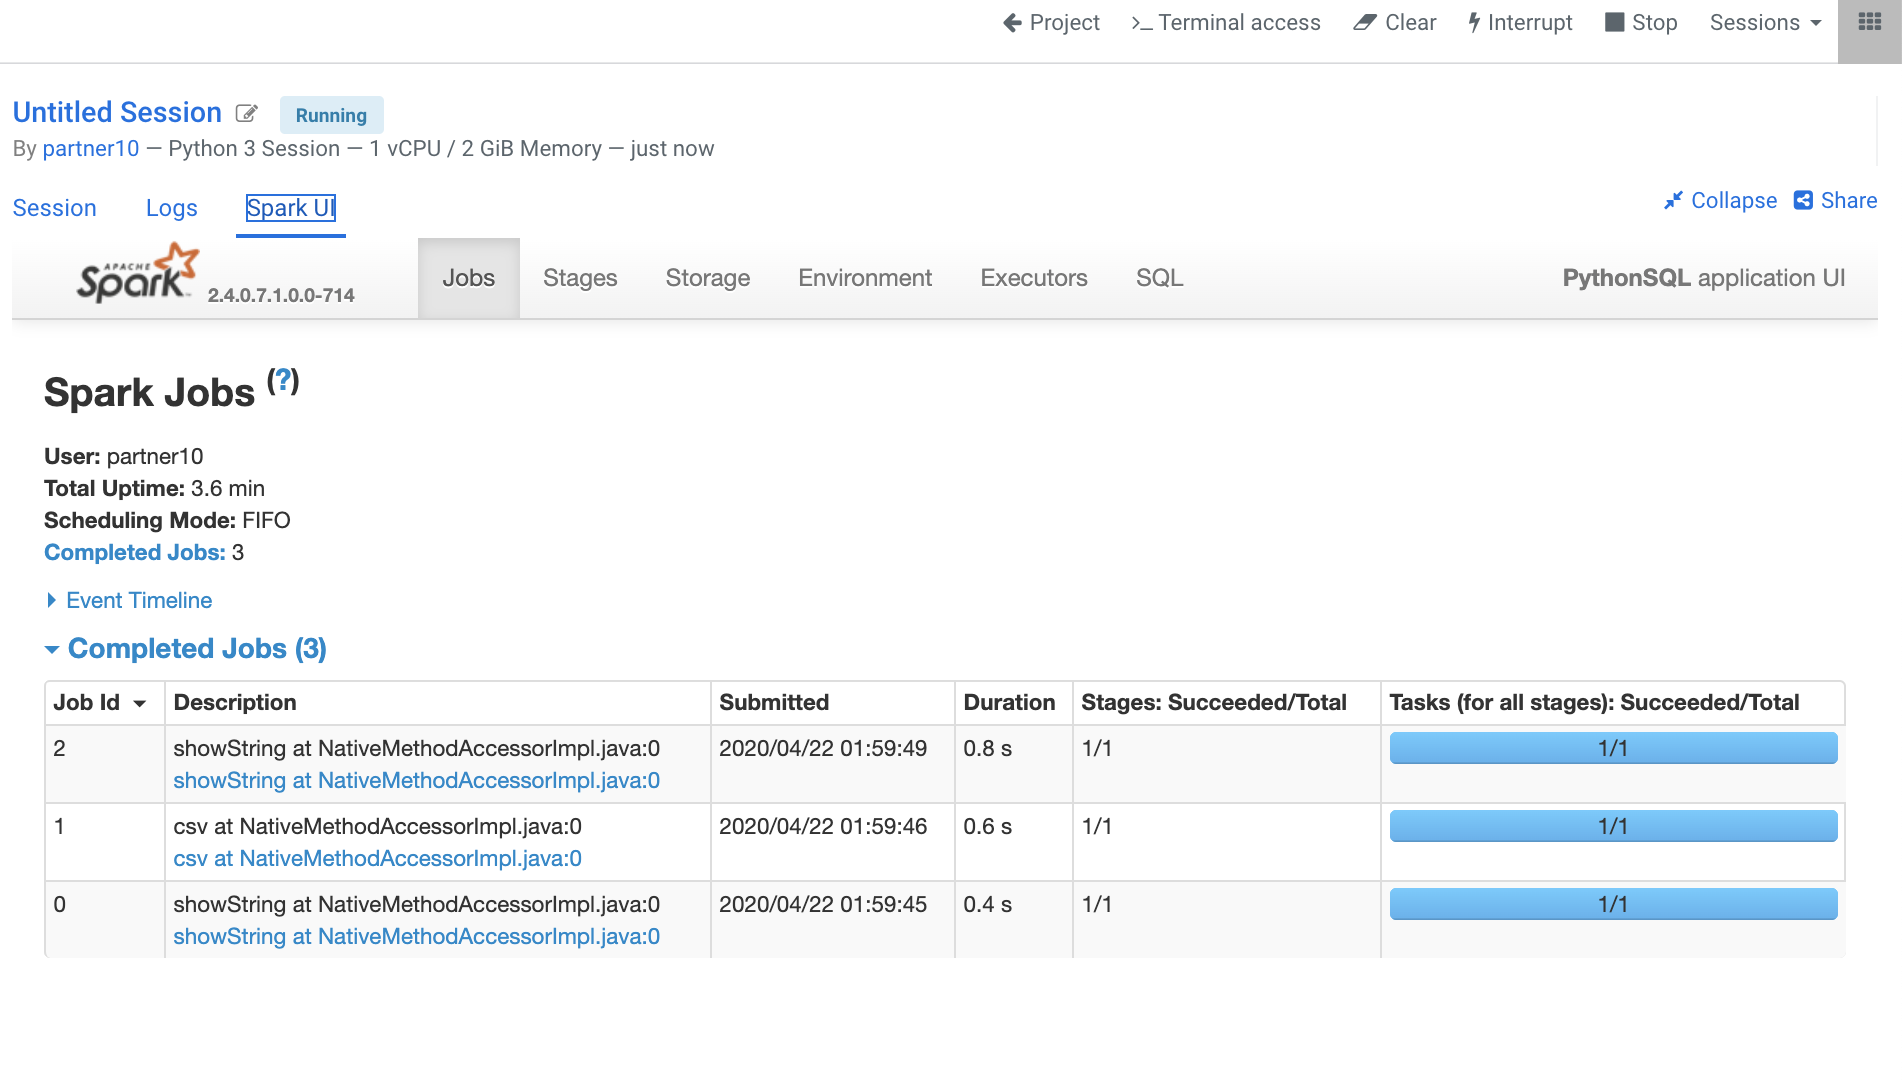 Project
Terminal access
Clear
Interrupt
Stop
Sessions
Untitled Session
Running
By partner10 — Python 3 Session — 1 vCPU / 2 GiB Memory — just now
Session
Logs
Spark UI
Collapse
Share
APACHE
Spark
2.4.0.7.1.0.0-714
Jobs
Stages
Storage
Environment
Executors
SQL
PythonSQL application UI
Spark Jobs (?)
User: partner10
Total Uptime: 3.6 min
Scheduling Mode: FIFO
Completed Jobs: 3
Event Timeline
Completed Jobs (3)
Job Id Description Submitted Duration Stages: Succeeded/Total Tasks (for all stages): Succeeded/Total
2 showString at NativeMethodAccessorImpl.java:0 2020/04/22 01:59:49 0.8 s 1/1 1/1
showString at NativeMethodAccessorImpl.java:0
1 csv at NativeMethodAccessorImpl.java:0 2020/04/22 01:59:46 0.6 s 1/1 1/1
csv at NativeMethodAccessorImpl.java:0
0 showString at NativeMethodAccessorImpl.java:0 2020/04/22 01:59:45 0.4 s 1/1 1/1
showString at NativeMethodAccessorImpl.java:0